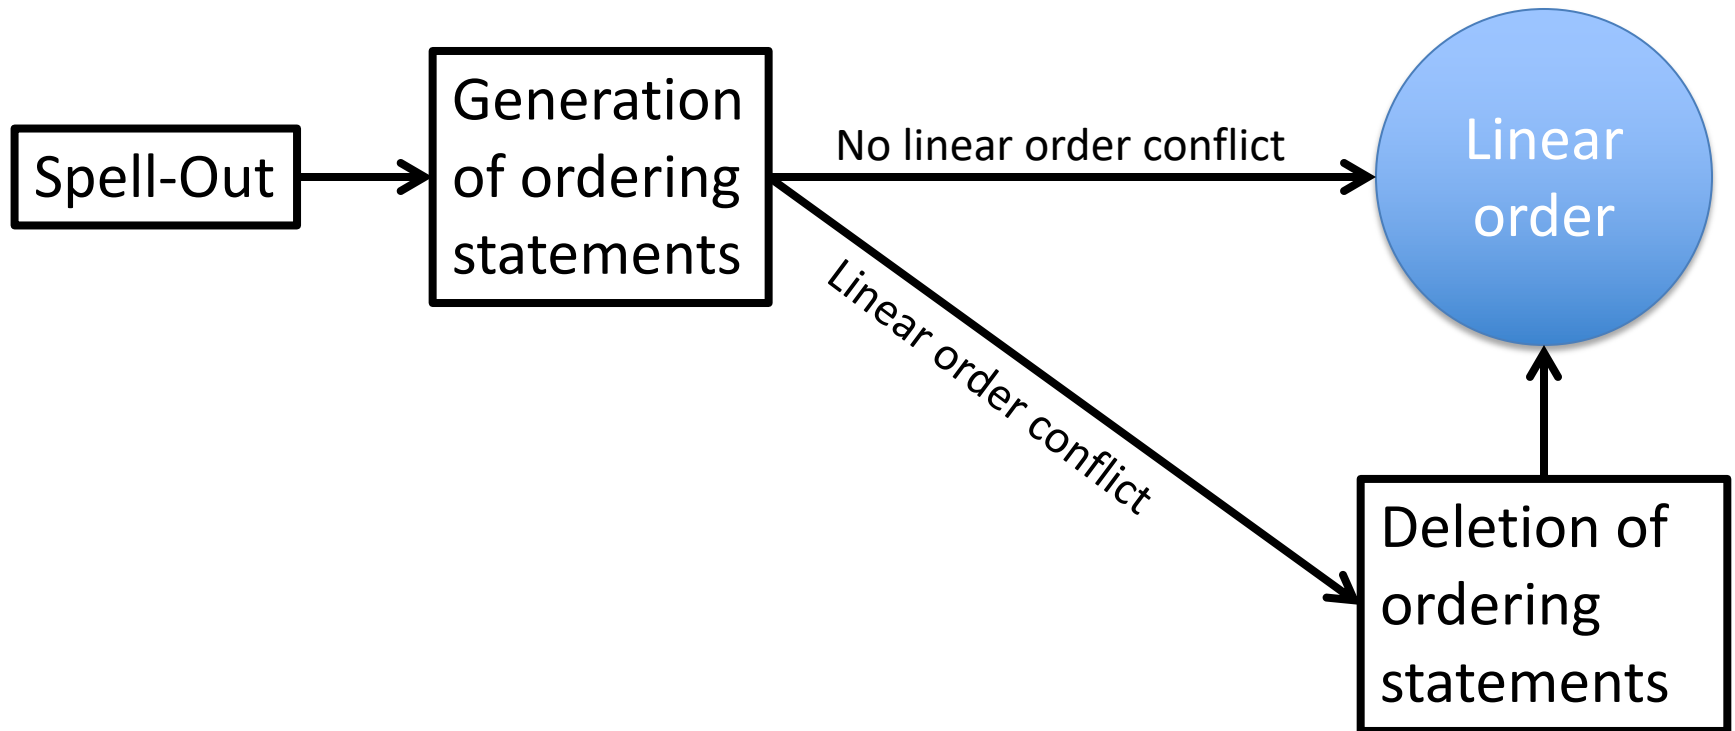 Spell-Out
Generation
of ordering
statements
No linear order conflict
Linear order conflict
Linear
order
Deletion of
ordering
statements